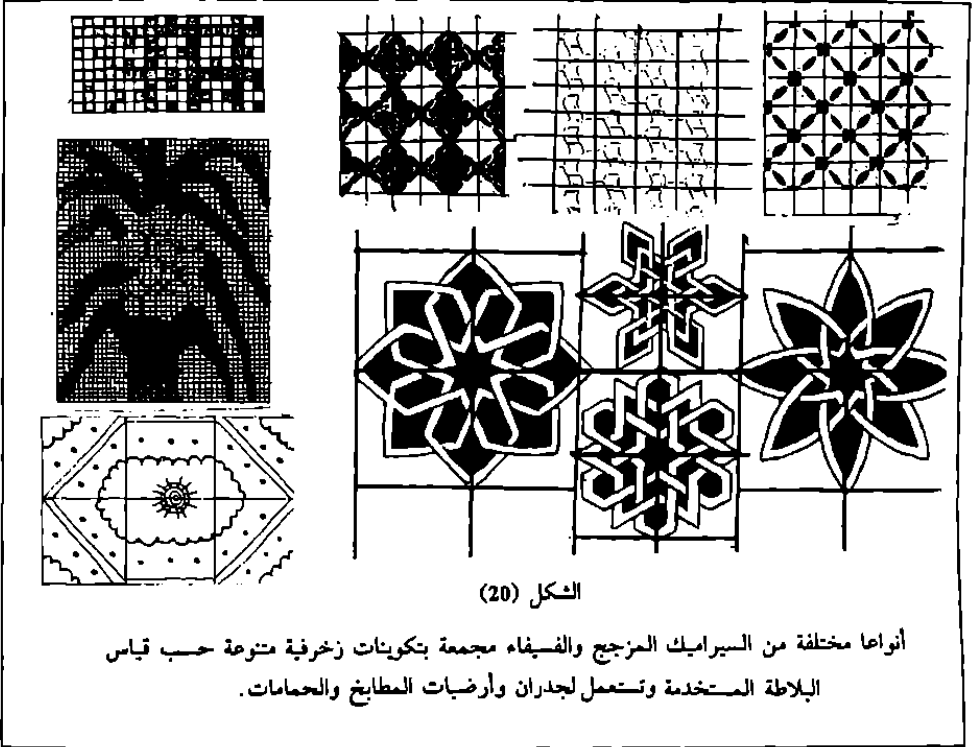 الشكل (20)
أنواعا مختلفة من السيراميك المزجج والفسيفاء مجمعة بتكوينات زخرفية متنوعة حسب قياس
البلاطة المستخدمة وتستعمل لجدران وأرضيات المطابخ والحمامات.